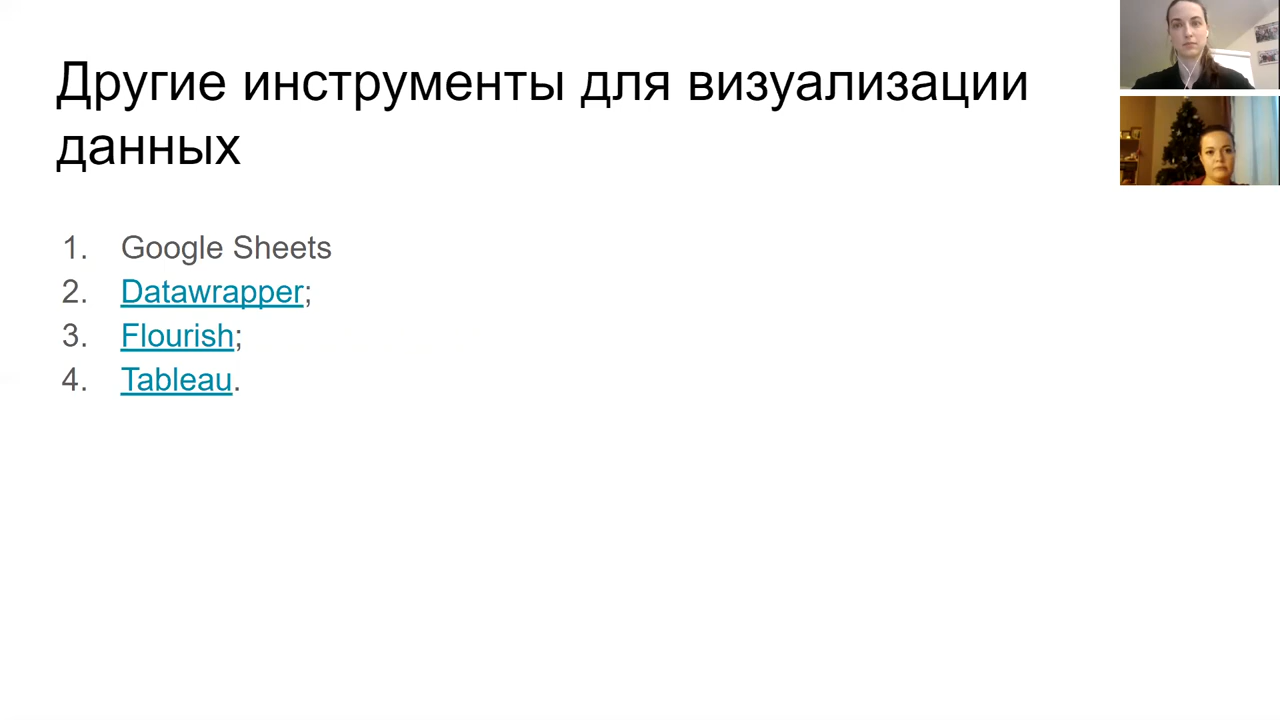 Другие инструменты для визуализации
данных
1. Google Sheets
2. Datawrapper;
3. Flourish;
4. Tableau.